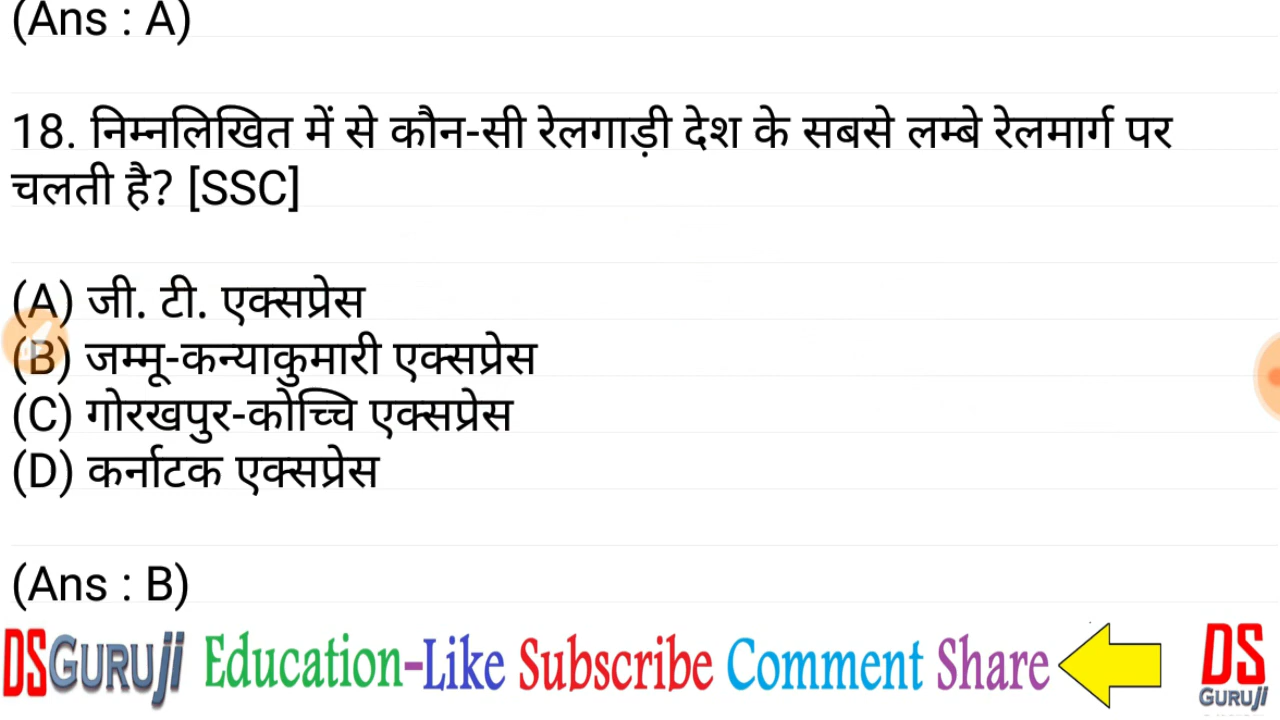 (Ans : A)
18. निम्नलिखित में से कौन-सी रेलगाड़ी देश के सबसे लम्बे रेलमार्ग पर
चलती है? [SSC]
(A) जी. टी. एक्सप्रेस
(B) जम्मू-कन्याकुमारी एक्सप्रेस
(C) गोरखपुर-कोच्चि एक्सप्रेस
(D) कर्नाटक एक्सप्रेस
(Ans : B)
DSGURUji Education-Like Subscribe Comment Share DS
GURUji